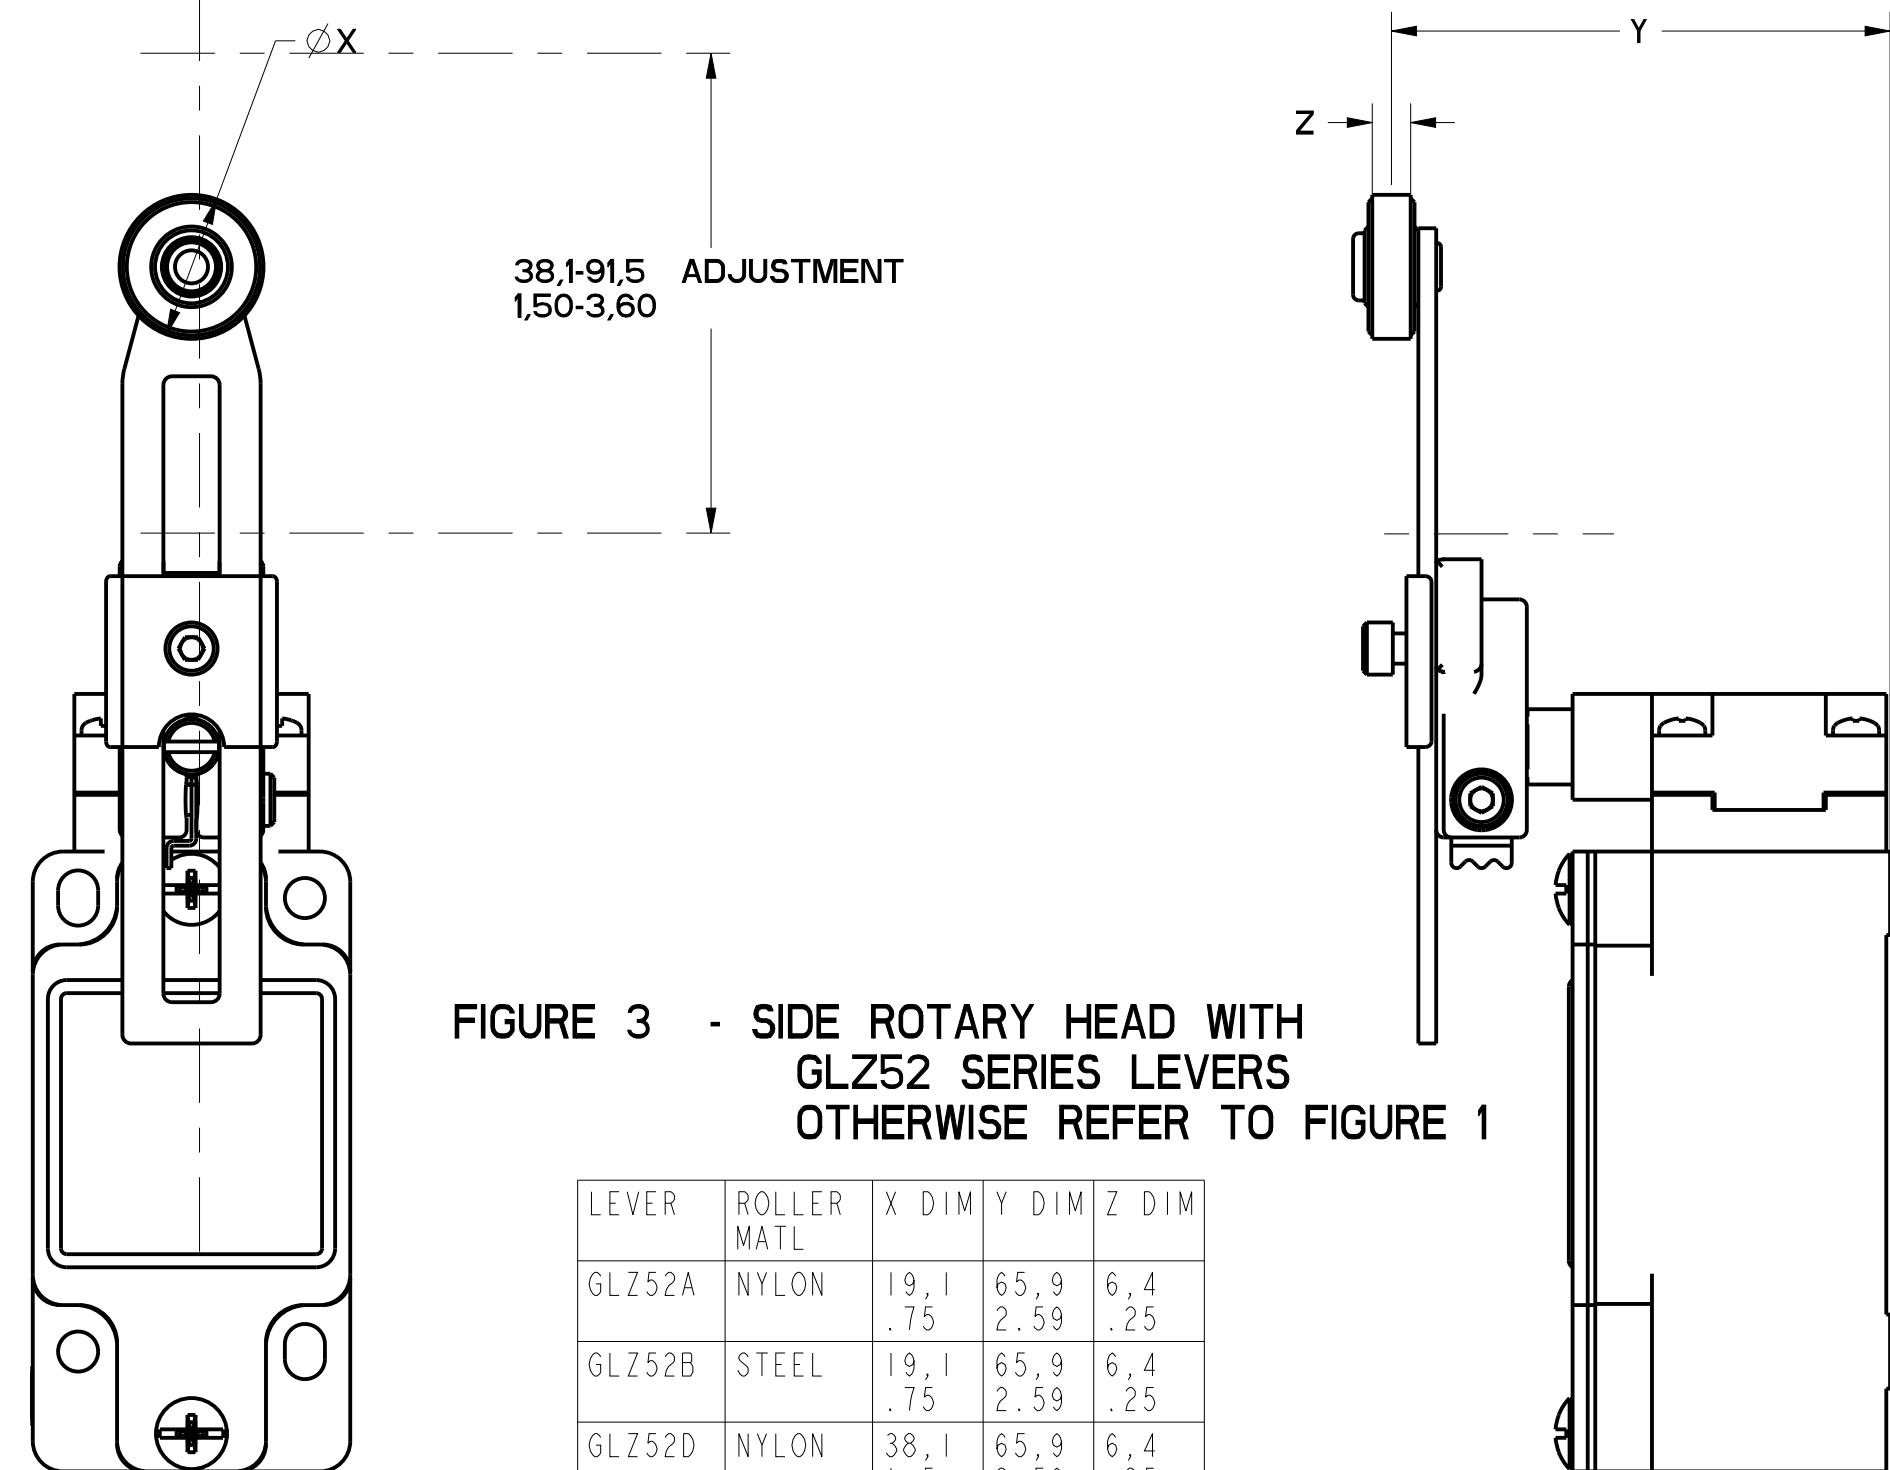 ⌀X
Y
Z
38,1-91,5 ADJUSTMENT
1,50-3,60
FIGURE 3 - SIDE ROTARY HEAD WITH
GLZ52 SERIES LEVERS
OTHERWISE REFER TO FIGURE 1
LEVER ROLLER MATL X DIM Y DIM Z DIM
GLZ52A NYLON 19,1 65,9 6,4
.75 2.59 .25
GLZ52B STEEL 19,1 65,9 6,4
.75 2.59 .25
GLZ52D NYLON 38,1 65,9 6,4